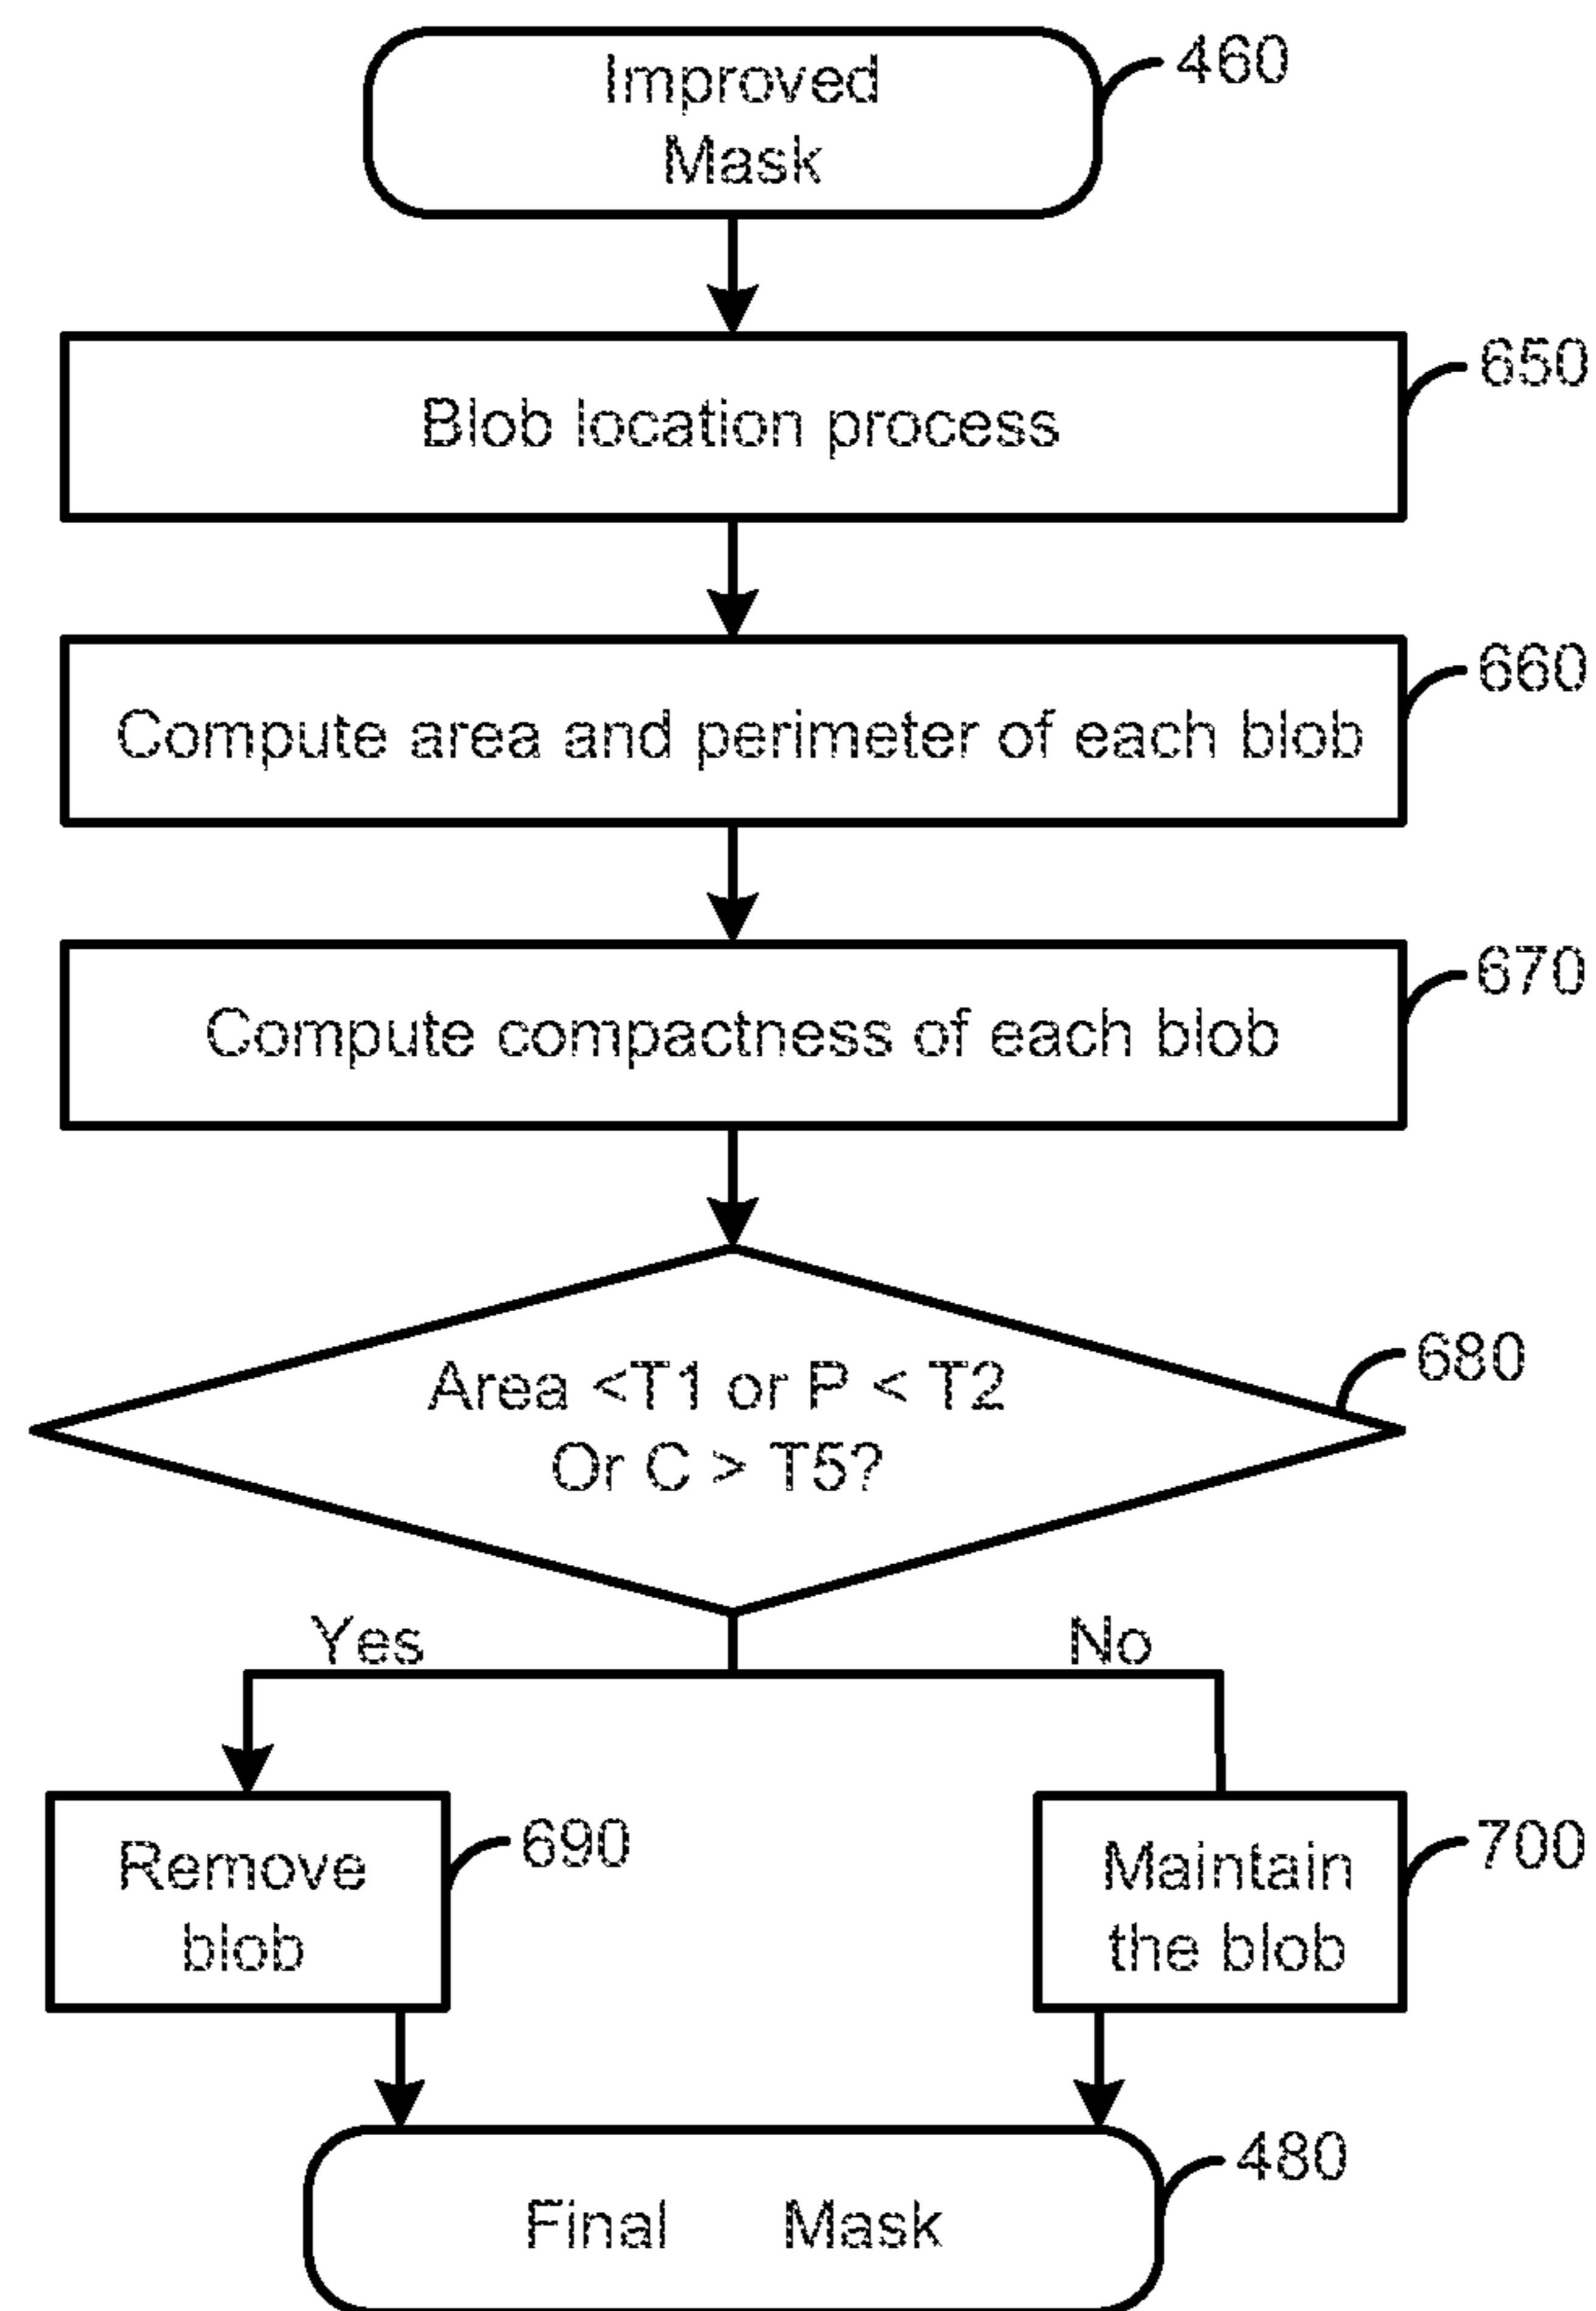 Improved
Mask
460
Blob location process
650
Compute area and perimeter of each blob
660
Compute compactness of each blob
670
Area <T1 or P < T2
Or C > T5?
680
Yes
No
Remove
blob
690
Maintain
the blob
700
Final Mask
480